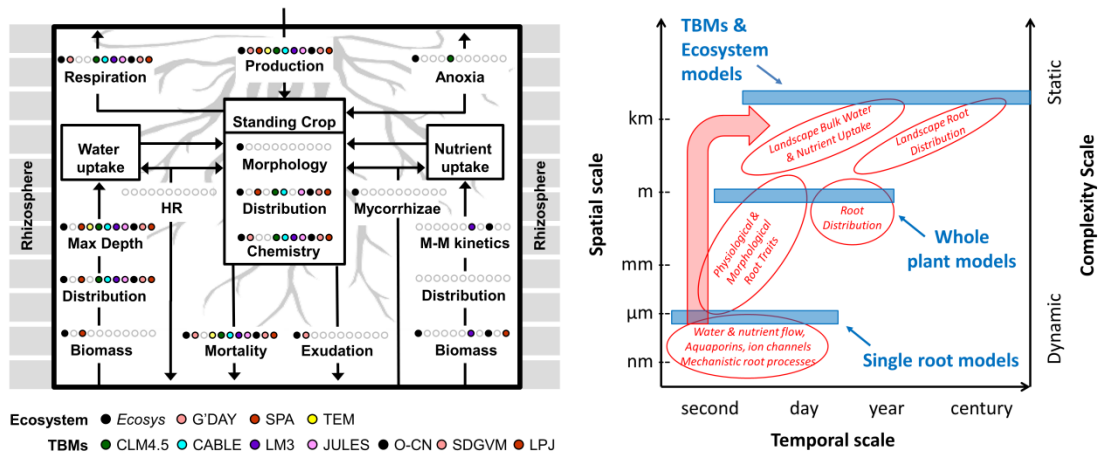 Respiration
Production
Anoxia
Standing Crop
Water
uptake
Nutrient
uptake
Morphology
HR
Mycorrhizae
Distribution
Max Depth
M-M kinetics
Chemistry
Distribution
Distribution
Biomass
Mortality
Exudation
Biomass
Rhizosphere
Rhizosphere
Ecosystem Ecosys G'DAY SPA TEM
TBMs CLM4.5 CABLE LM3 JULES O-CN SDGVM LPJ
TBMs &
Ecosystem
models
Spatial scale
km
m
mm
µm
nm
Landscape Bulk Water
& Nutrient Uptake
Landscape Root
Distribution
Physiological &
Morphological
Root Traits
Root
Distribution
Whole
plant models
Water & nutrient flow,
Aquaporins, ion channels
Mechanistic root processes
Single root models
second day year century
Temporal scale
Static
Complexity Scale
Dynamic